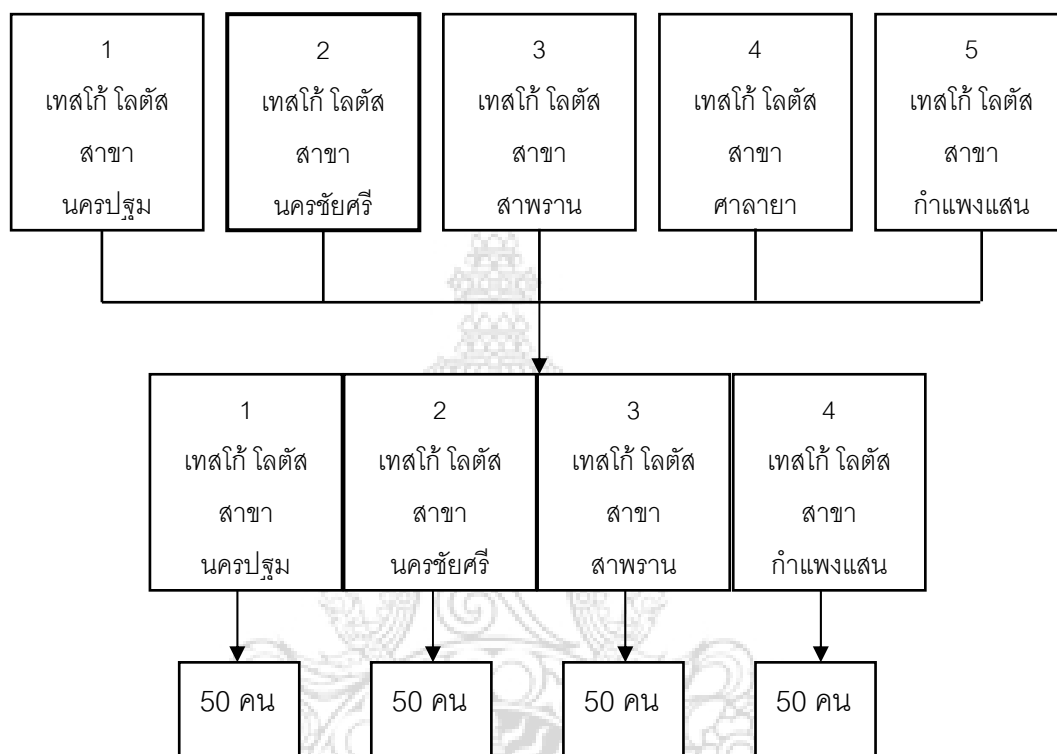 1
เทสโก้ โลตัส
สาขา
นครปฐม
2
เทสโก้ โลตัส
สาขา
นครชัยศรี
3
เทสโก้ โลตัส
สาขา
สาพราน
4
เทสโก้ โลตัส
สาขา
ศาลายา
5
เทสโก้ โลตัส
สาขา
กำแพงแสน
1
เทสโก้ โลตัส
สาขา
นครปฐม
2
เทสโก้ โลตัส
สาขา
นครชัยศรี
3
เทสโก้ โลตัส
สาขา
สาพราน
4
เทสโก้ โลตัส
สาขา
กำแพงแสน
50 คน
50 คน
50 คน
50 คน